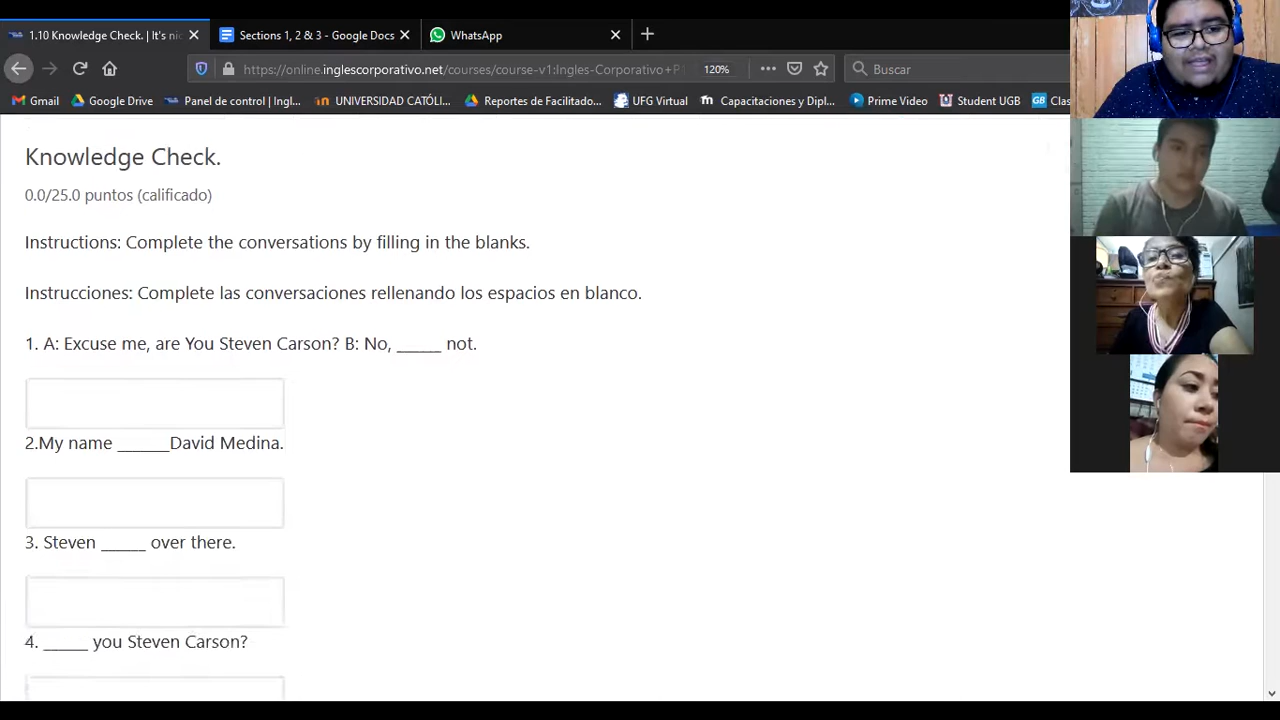 1.10 Knowledge Check. | It's nic
Sections 1, 2 & 3 - Google Docs
WhatsApp
https://online.inglescorporativo.net/courses/course-v1:Ingles-Corporativo+P
120%
Buscar
Gmail
Google Drive
Panel de control | Ingl...
UNIVERSIDAD CATÓLI...
Reportes de Facilitado...
UFG Virtual
Capacitaciones y Dipl...
Prime Video
Student UGB
GB Clas
Knowledge Check.
0.0/25.0 puntos (calificado)
Instructions: Complete the conversations by filling in the blanks.
Instrucciones: Complete las conversaciones rellenando los espacios en blanco.
1. A: Excuse me, are You Steven Carson? B: No, _____ not.
2.My name ______David Medina.
3. Steven _____ over there.
4. _____ you Steven Carson?